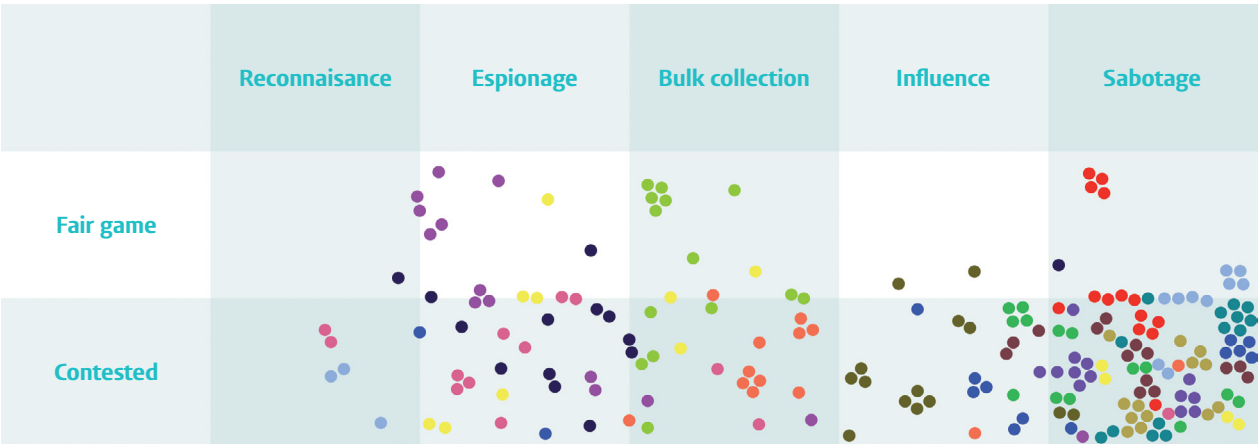 Reconnaisance
Espionage
Bulk collection
Influence
Sabotage
Fair game
Contested